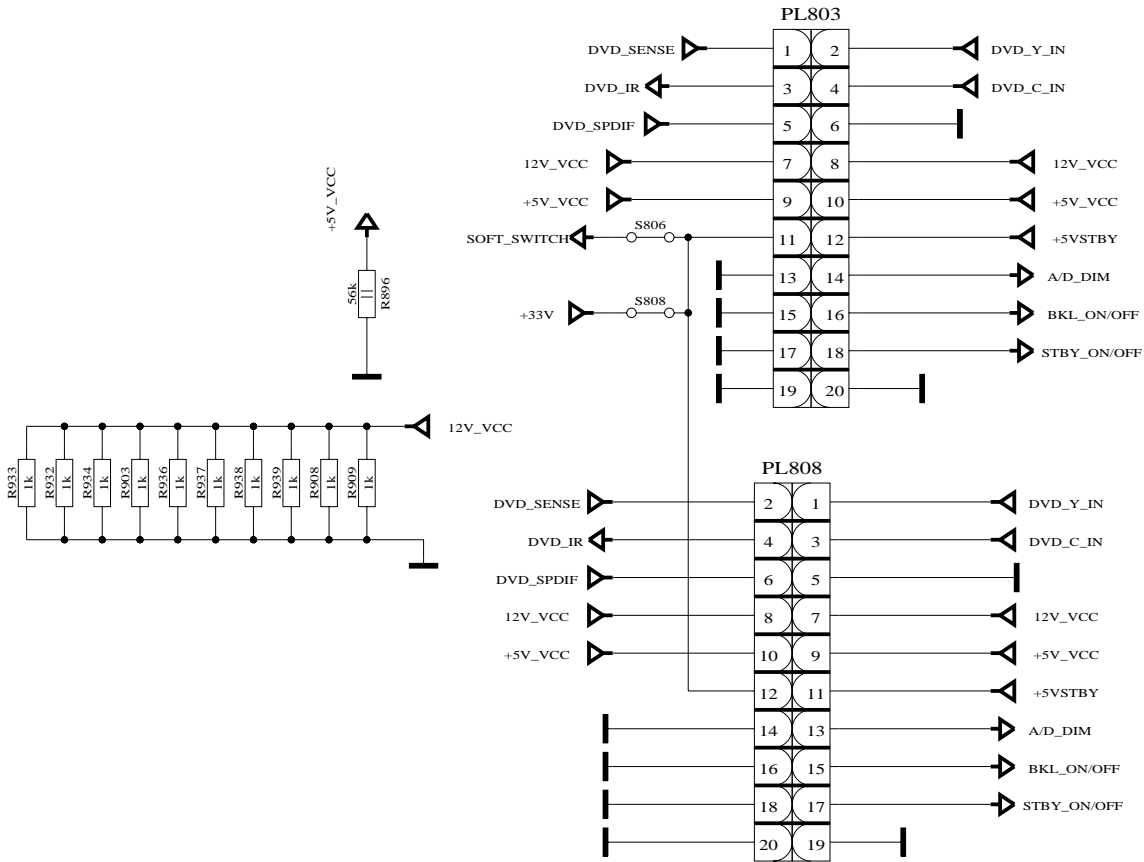 PL803
DVD_SENSE 1 2 DVD_Y_IN
DVD_IR 3 4 DVD_C_IN
DVD_SPDIF 5 6
12V_VCC 7 8 12V_VCC
+5V_VCC 9 10 +5V_VCC
SOFT_SWITCH S806 11 12 +5VSTBY
13 14 A/D_DIM
+33V S808 15 16 BKL_ON/OFF
17 18 STBY_ON/OFF
19 20
+5V_VCC
56k
R896
12V_VCC
R933 1k
R932 1k
R934 1k
R903 1k
R936 1k
R937 1k
R938 1k
R939 1k
R908 1k
R909 1k
PL808
DVD_SENSE 2 1 DVD_Y_IN
DVD_IR 4 3 DVD_C_IN
DVD_SPDIF 6 5
12V_VCC 8 7 12V_VCC
+5V_VCC 10 9 +5V_VCC
12 11 +5VSTBY
14 13 A/D_DIM
16 15 BKL_ON/OFF
18 17 STBY_ON/OFF
20 19